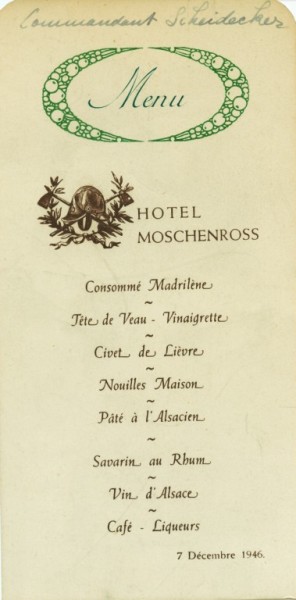 Commandant Scheidecker
Menu
HOTEL
MOSCHENROSS
Consommé Madrilène
~
Tête de Veau - Vinaigrette
~
Civet de Lièvre
~
Nouilles Maison
~
Pâté à l'Alsacien
~
Savarin au Rhum
~
Vin d'Alsace
~
Café - Liqueurs
7 Décembre 1946.